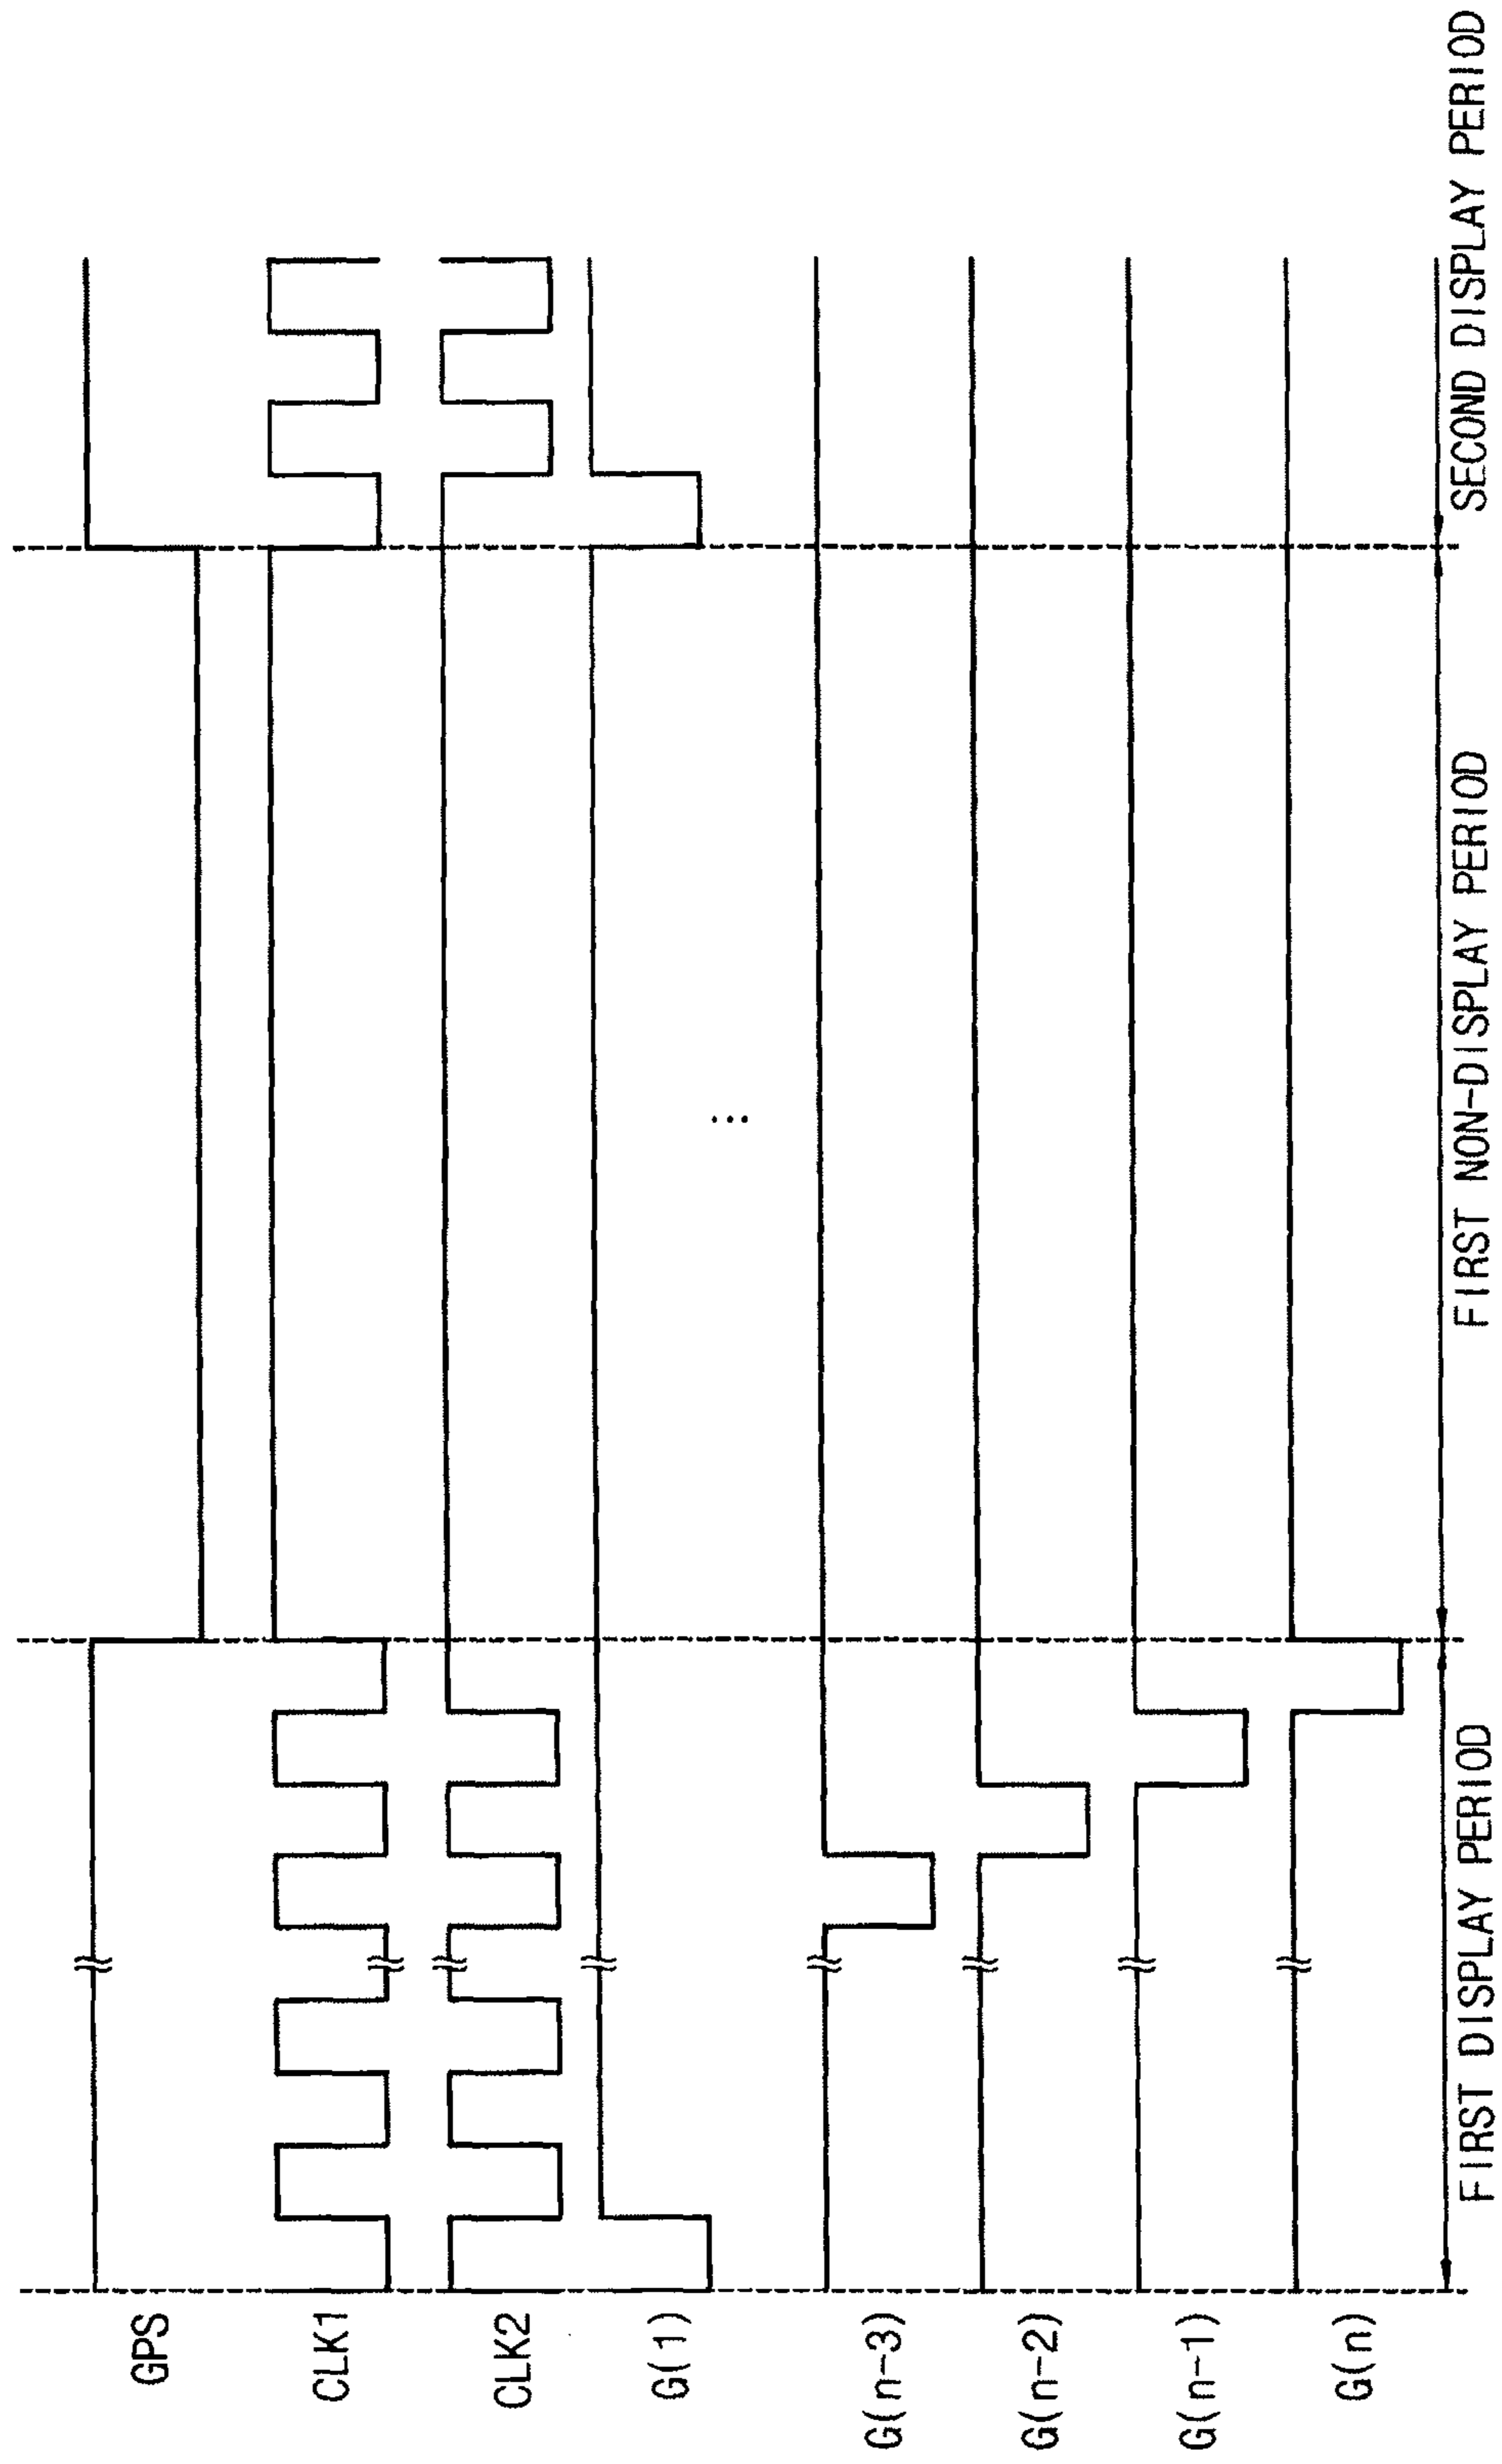 GPS
CLK1
CLK2
G(1)
...
G(n-3)
G(n-2)
G(n-1)
G(n)
FIRST DISPLAY PERIOD
FIRST NON-DISPLAY PERIOD
SECOND DISPLAY PERIOD